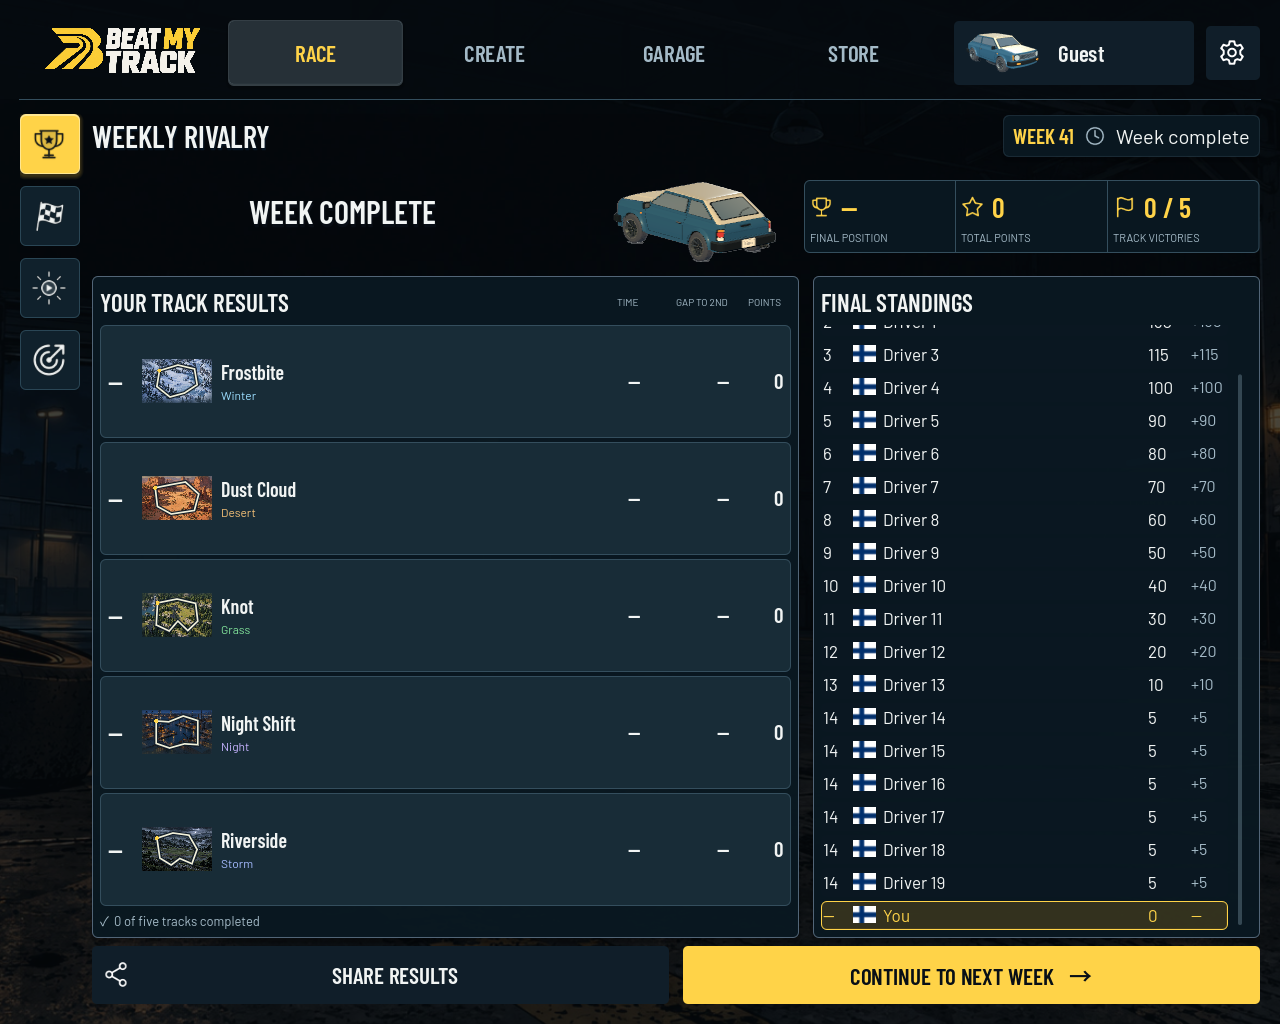 BEAT MY TRACK
RACE
CREATE
GARAGE
STORE
Guest
WEEKLY RIVALRY
WEEK 41 Week complete
WEEK COMPLETE
–
FINAL POSITION
0
TOTAL POINTS
0 / 5
TRACK VICTORIES
YOUR TRACK RESULTS TIME GAP TO 2ND POINTS
– Frostbite – – 0
Winter
– Dust Cloud – – 0
Desert
– Knot – – 0
Grass
– Night Shift – – 0
Night
– Riverside – – 0
Storm
✓ 0 of five tracks completed
FINAL STANDINGS
3 Driver 3 115 +115
4 Driver 4 100 +100
5 Driver 5 90 +90
6 Driver 6 80 +80
7 Driver 7 70 +70
8 Driver 8 60 +60
9 Driver 9 50 +50
10 Driver 10 40 +40
11 Driver 11 30 +30
12 Driver 12 20 +20
13 Driver 13 10 +10
14 Driver 14 5 +5
14 Driver 15 5 +5
14 Driver 16 5 +5
14 Driver 17 5 +5
14 Driver 18 5 +5
14 Driver 19 5 +5
– You 0 –
SHARE RESULTS
CONTINUE TO NEXT WEEK →